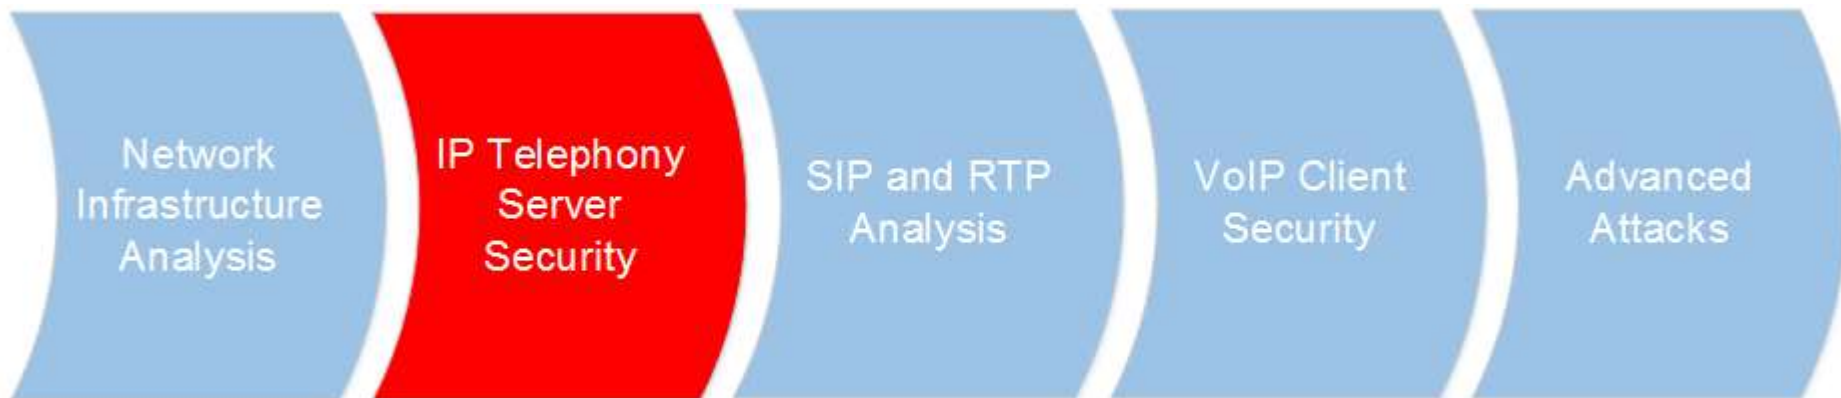 Network
Infrastructure
Analysis
IP Telephony
Server
Security
SIP and RTP
Analysis
VoIP Client
Security
Advanced
Attacks